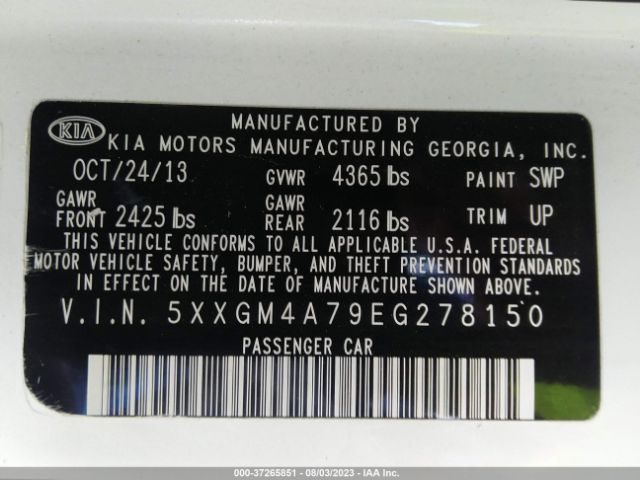 MANUFACTURED BY
KIA KIA MOTORS MANUFACTURING GEORGIA, INC.
OCT/24/13 GVWR 4365 lbs PAINT SWP
GAWR FRONT 2425 lbs GAWR REAR 2116 lbs TRIM UP
THIS VEHICLE CONFORMS TO ALL APPLICABLE U.S.A. FEDERAL
MOTOR VEHICLE SAFETY, BUMPER, AND THEFT PREVENTION STANDARDS
IN EFFECT ON THE DATE OF MANUFACTURE SHOWN ABOVE.
V.I.N. 5XXGM4A79EG278150
PASSENGER CAR
000-37265851 - 08/03/2023 - IAA Inc.